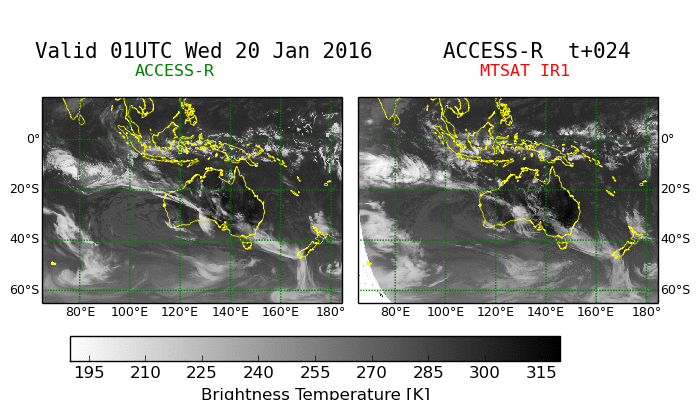 Valid 01UTC Wed 20 Jan 2016 ACCESS-R t+024
ACCESS-R MTSAT IR1
0° 0°
20°S 20°S
40°S 40°S
60°S 60°S
80°E 100°E 120°E 140°E 160°E 180° 80°E 100°E 120°E 140°E 160°E 180°
195 210 225 240 255 270 285 300 315
Brightness Temperature [K]